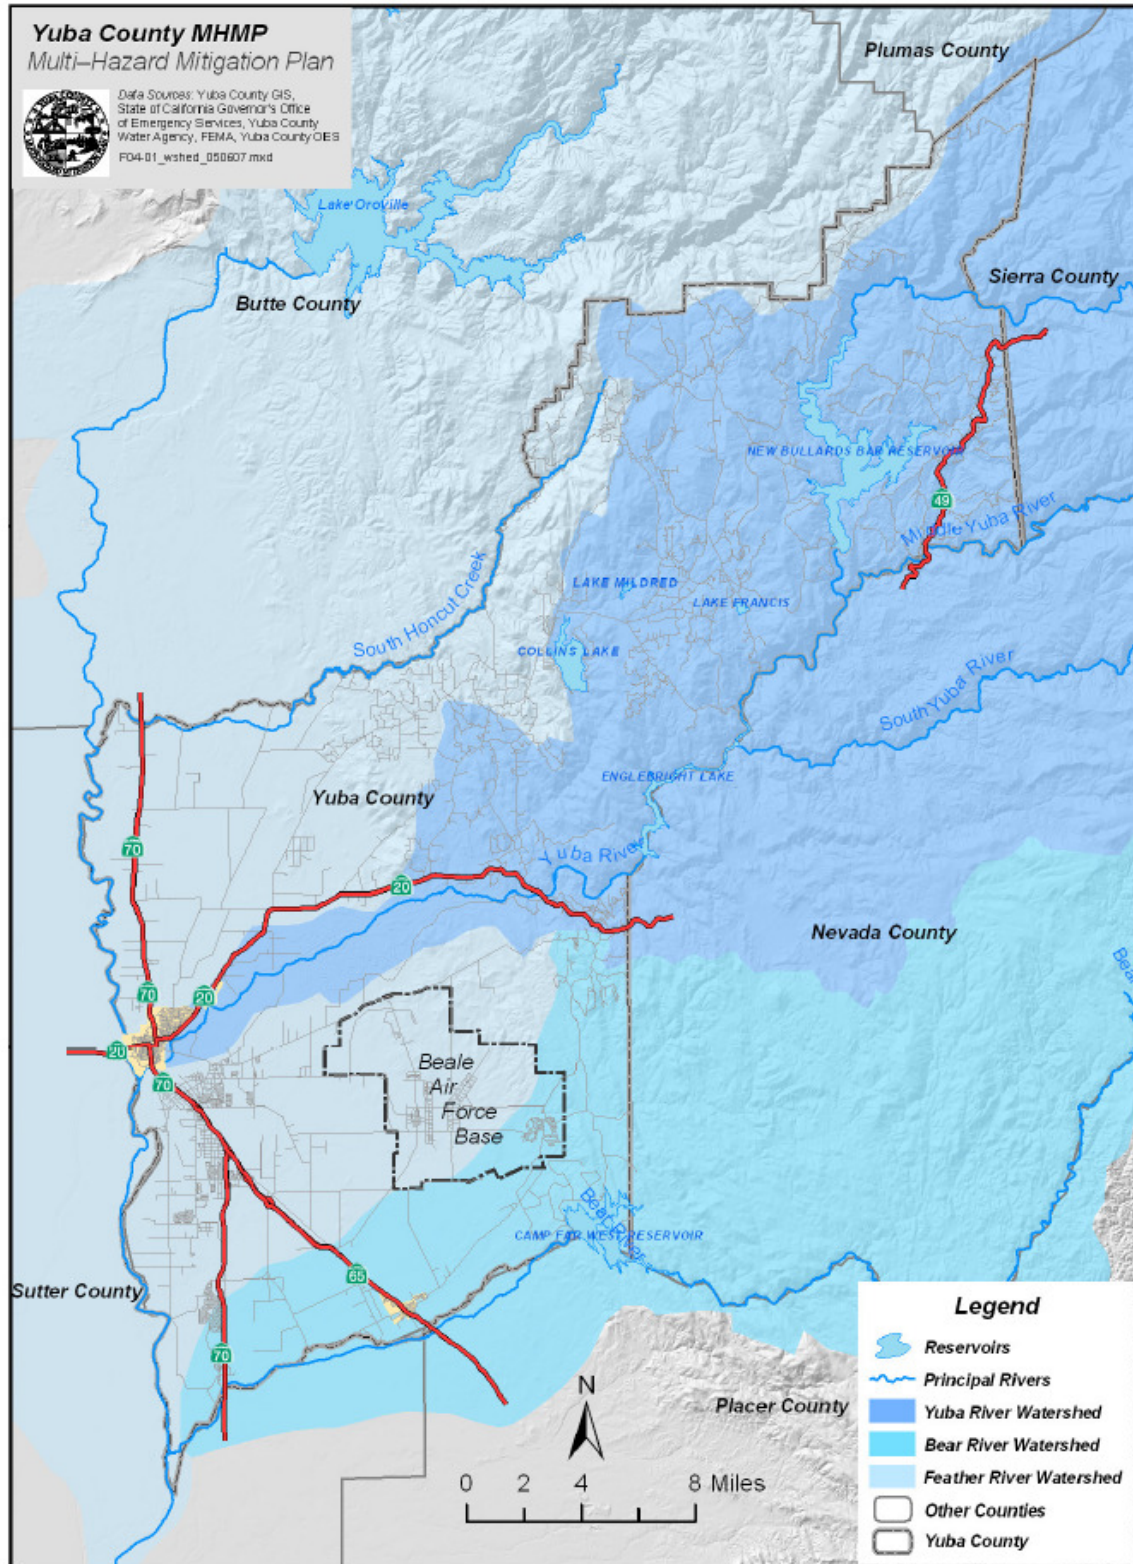 Yuba County MHMP
Multi-Hazard Mitigation Plan
Data Sources: Yuba County GIS,
State of California Governor's Office
of Emergency Services, Yuba County
Water Agency, FEMA, Yuba County OES
F04-01_wshed_050607.mxd
Plumas County
Lake Oroville
Sierra County
Butte County
NEW BULLARDS BAR RESERVOIR
49
Middle Yuba River
South Honcut Creek
LAKE MILDRED
LAKE FRANCIS
COLLINS LAKE
South Yuba River
ENGLEBRIGHT LAKE
Yuba County
70
Yuba River
20
Nevada County
Bea
70
20
20
Beale
Air
Force
Base
70
Bear River
CAMP FAR WEST RESERVOIR
65
Sutter County
70
Placer County
N
0 2 4 8 Miles
Legend
Reservoirs
Principal Rivers
Yuba River Watershed
Bear River Watershed
Feather River Watershed
Other Counties
Yuba County